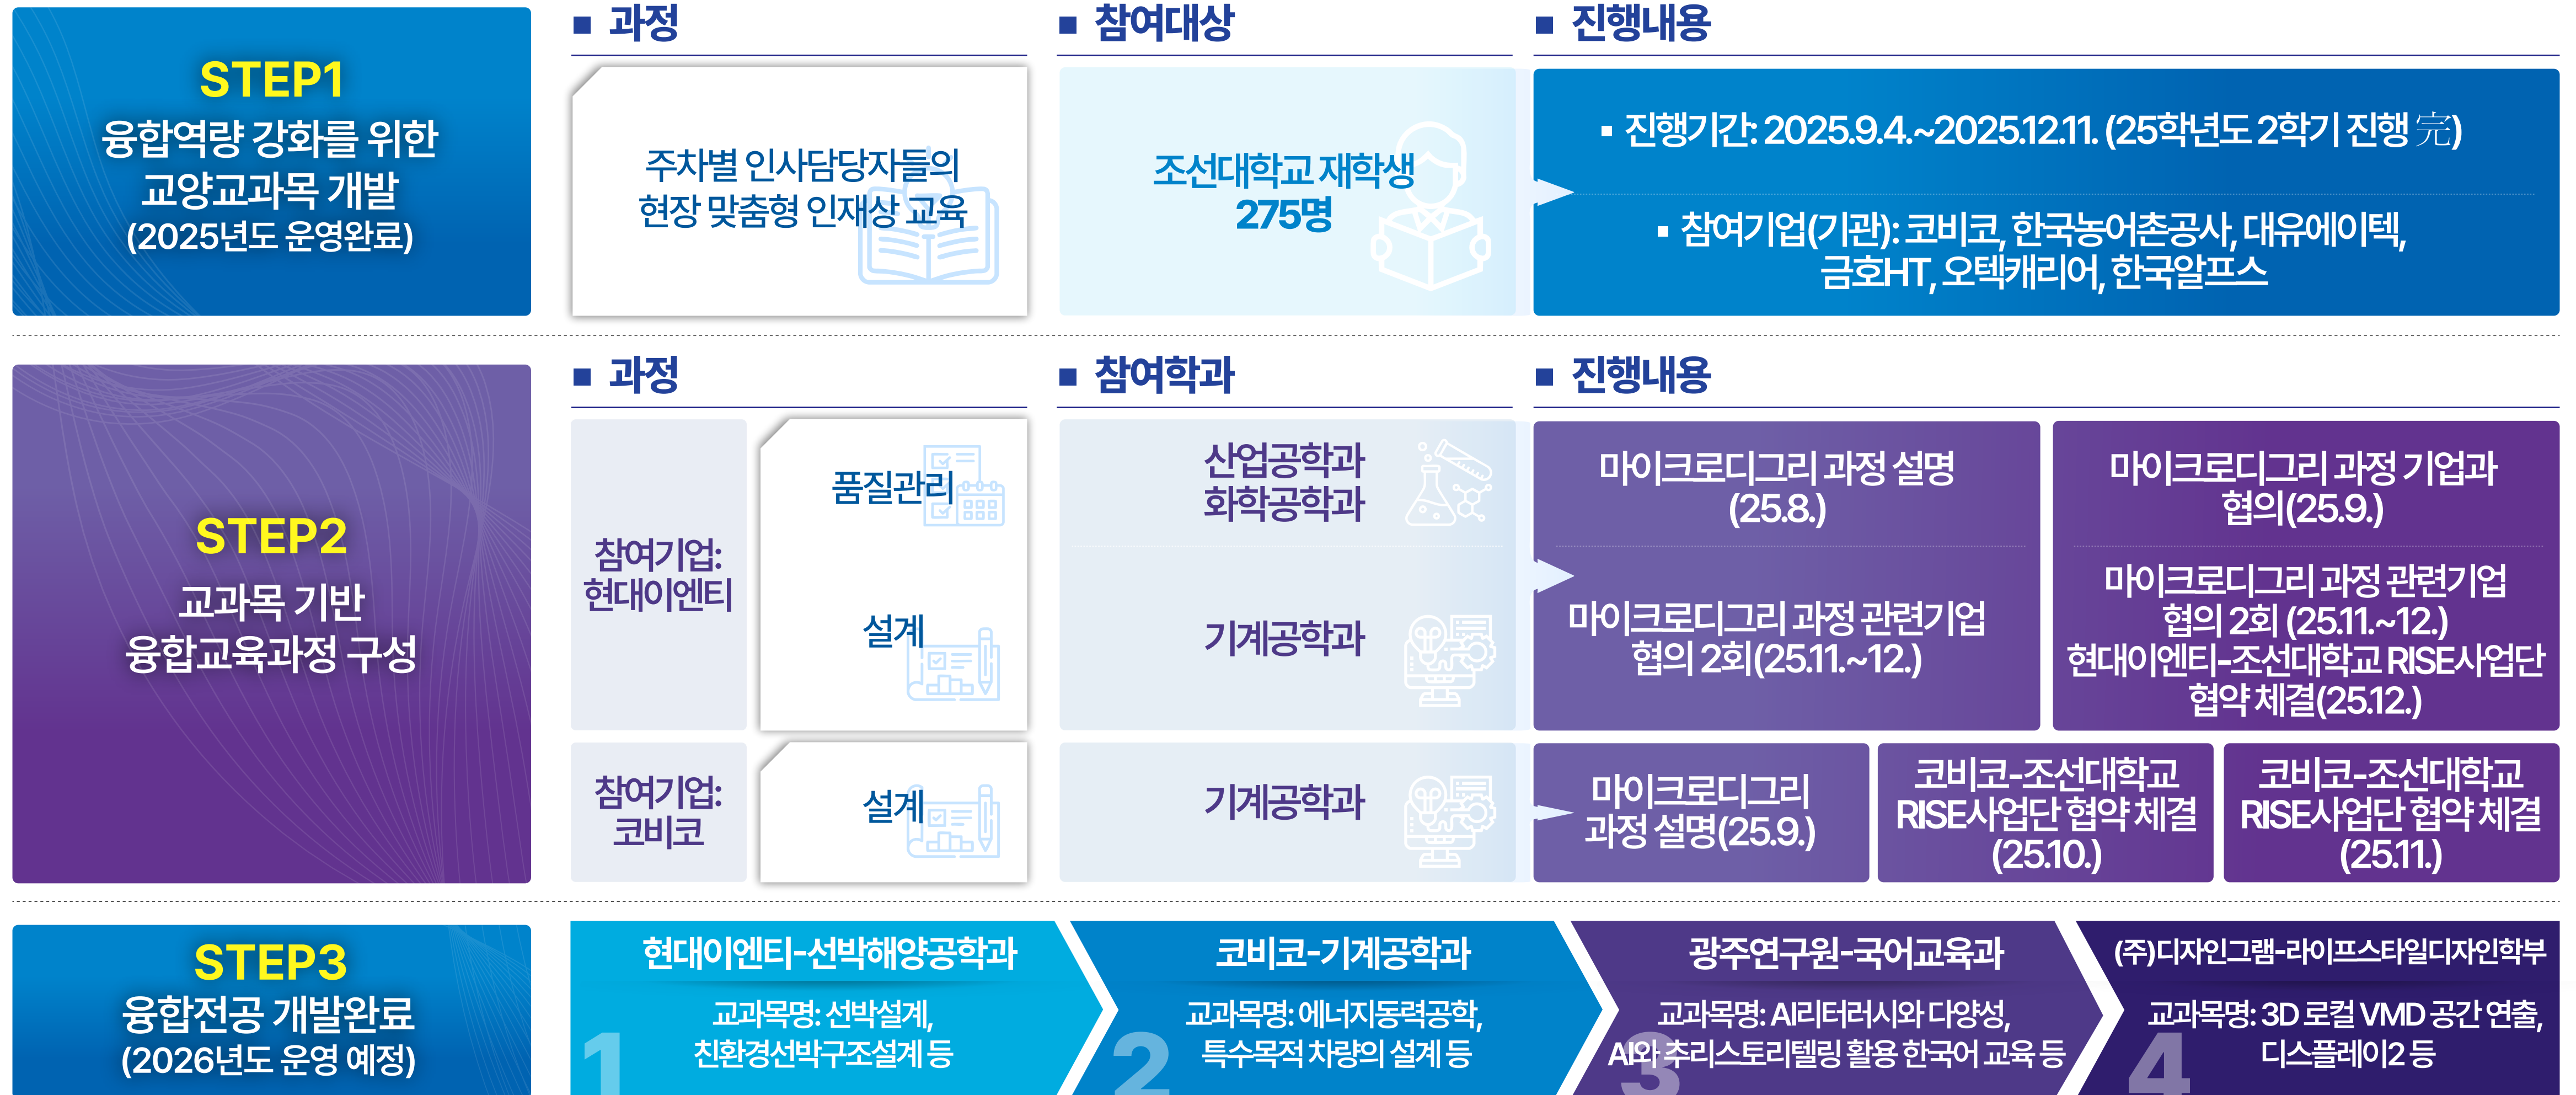 STEP1
융합역량 강화를 위한
교양교과목 개발
(2025년도 운영완료)
■ 과정
주차별 인사담당자들의
현장 맞춤형 인재상 교육
■ 참여대상
조선대학교 재학생
275명
■ 진행내용
▪ 진행기간: 2025.9.4.~2025.12.11. (25학년도 2학기 진행 完)
▪ 참여기업(기관): 코비코, 한국농어촌공사, 대유에이텍,
금호HT, 오텍캐리어, 한국알프스
STEP2
교과목 기반
융합교육과정 구성
■ 과정
참여기업:
현대이엔티
품질관리
설계
참여기업:
코비코
설계
■ 참여학과
산업공학과
화학공학과
기계공학과
기계공학과
■ 진행내용
마이크로디그리 과정 설명
(25.8.)
마이크로디그리 과정 관련기업
협의 2회(25.11.~12.)
마이크로디그리 과정 기업과
협의(25.9.)
마이크로디그리 과정 관련기업
협의 2회 (25.11.~12.)
현대이엔티-조선대학교 RISE사업단
협약 체결(25.12.)
마이크로디그리
과정 설명(25.9.)
코비코-조선대학교
RISE사업단 협약 체결
(25.10.)
코비코-조선대학교
RISE사업단 협약 체결
(25.11.)
STEP3
융합전공 개발완료
(2026년도 운영 예정)
현대이엔티-선박해양공학과
교과목명: 선박설계,
친환경선박구조설계 등
1
코비코-기계공학과
교과목명: 에너지동력공학,
특수목적 차량의 설계 등
2
광주연구원-국어교육과
교과목명: AI리터러시와 다양성,
AI와 추리스토리텔링 활용 한국어 교육 등
3
(주)디자인그램-라이프스타일디자인학부
교과목명: 3D 로컬 VMD 공간 연출,
디스플레이2 등
4